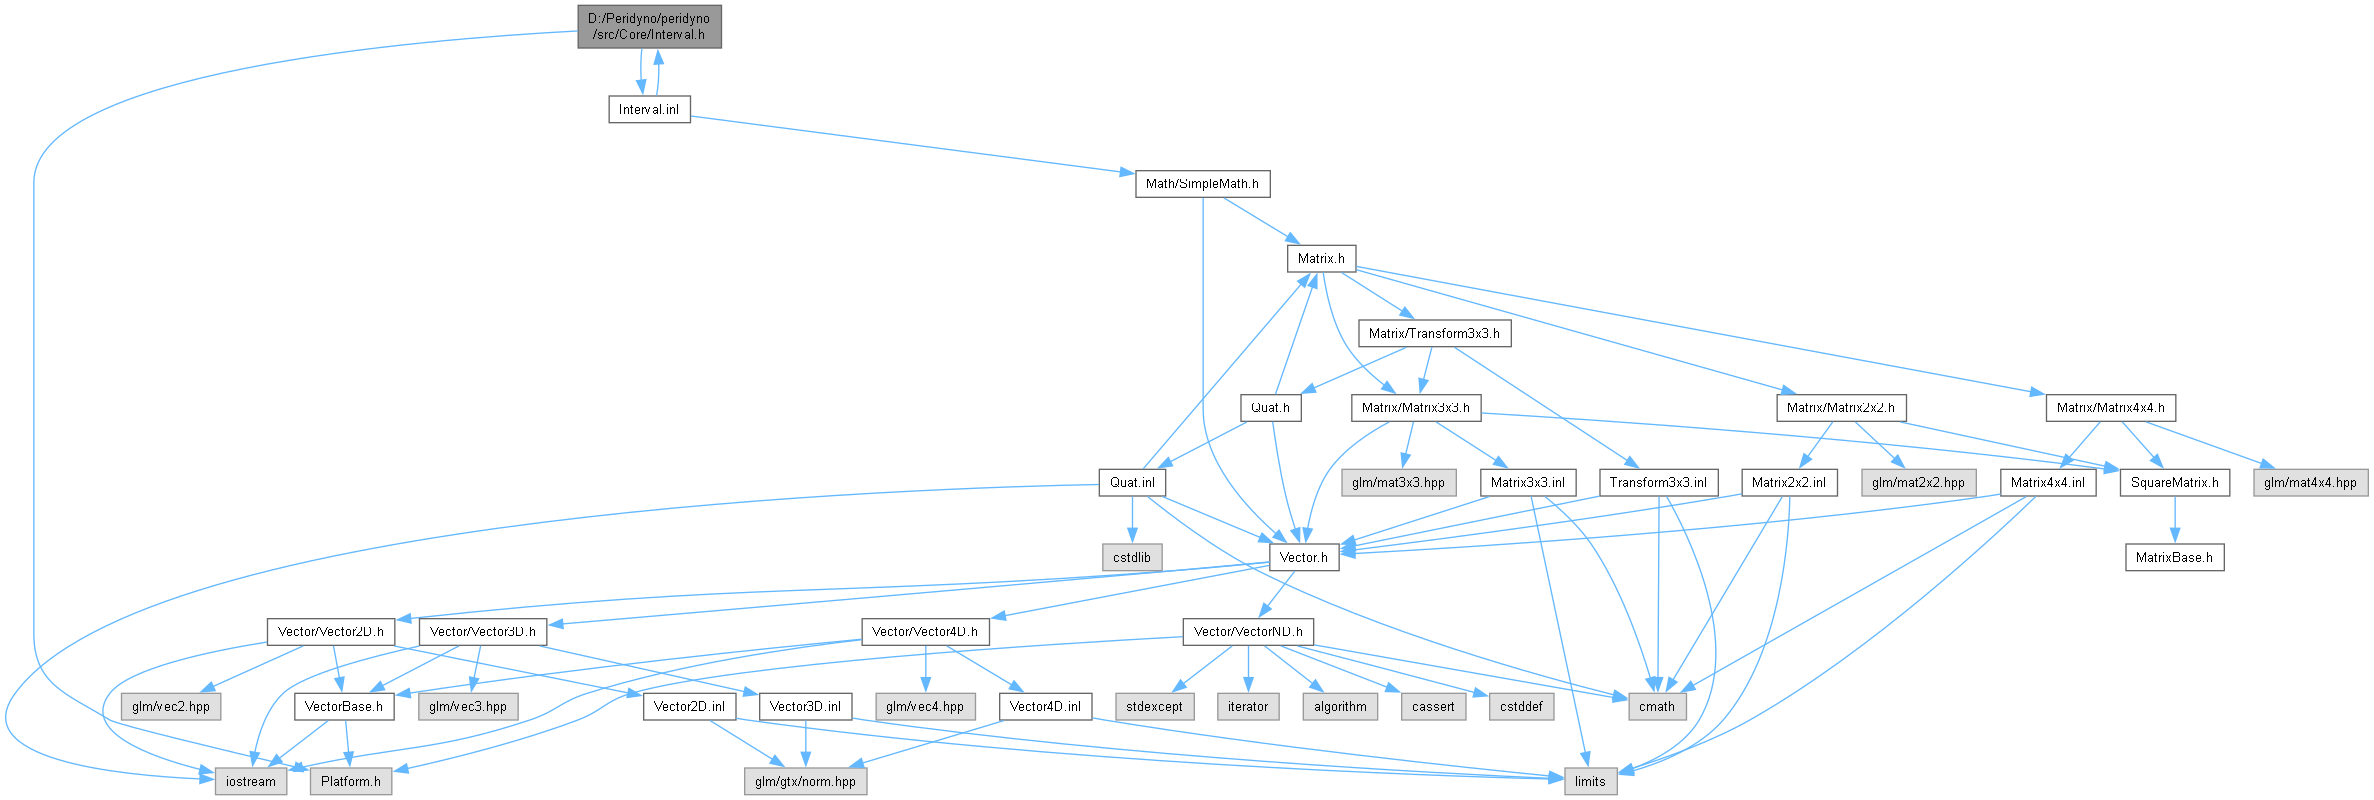 D:/Peridyno/peridyno
/src/Core/Interval.h
Interval.inl
Math/SimpleMath.h
Matrix.h
Matrix/Transform3x3.h
Quat.h
Matrix/Matrix3x3.h
Matrix/Matrix2x2.h
Matrix/Matrix4x4.h
Quat.inl
glm/mat3x3.hpp
Matrix3x3.inl
Transform3x3.inl
Matrix2x2.inl
glm/mat2x2.hpp
Matrix4x4.inl
SquareMatrix.h
glm/mat4x4.hpp
cstdlib
Vector.h
MatrixBase.h
Vector/Vector2D.h
Vector/Vector3D.h
Vector/Vector4D.h
Vector/VectorND.h
glm/vec2.hpp
VectorBase.h
glm/vec3.hpp
Vector2D.inl
Vector3D.inl
glm/vec4.hpp
Vector4D.inl
stdexcept
iterator
algorithm
cassert
cstddef
cmath
iostream
Platform.h
glm/gtx/norm.hpp
limits